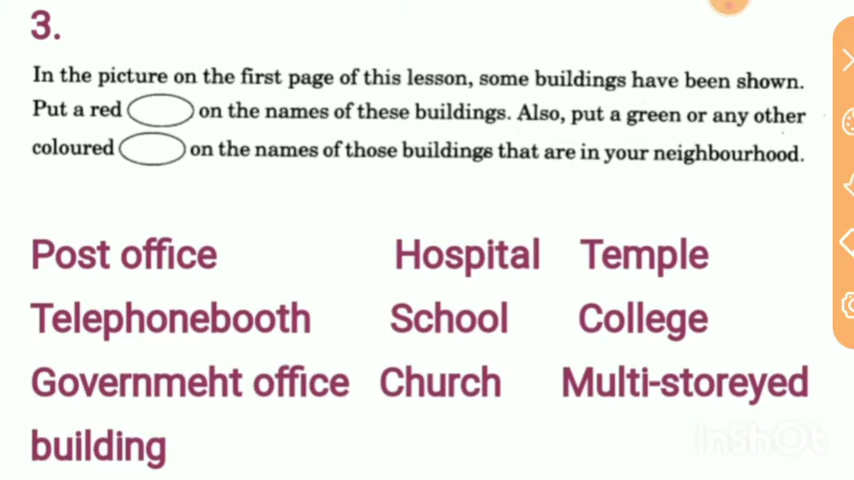 3.
In the picture on the first page of this lesson, some buildings have been shown.
Put a red on the names of these buildings. Also, put a green or any other
coloured on the names of those buildings that are in your neighbourhood.
Post office Hospital Temple
Telephonebooth School College
Governmeht office Church Multi-storeyed
building
InShOt